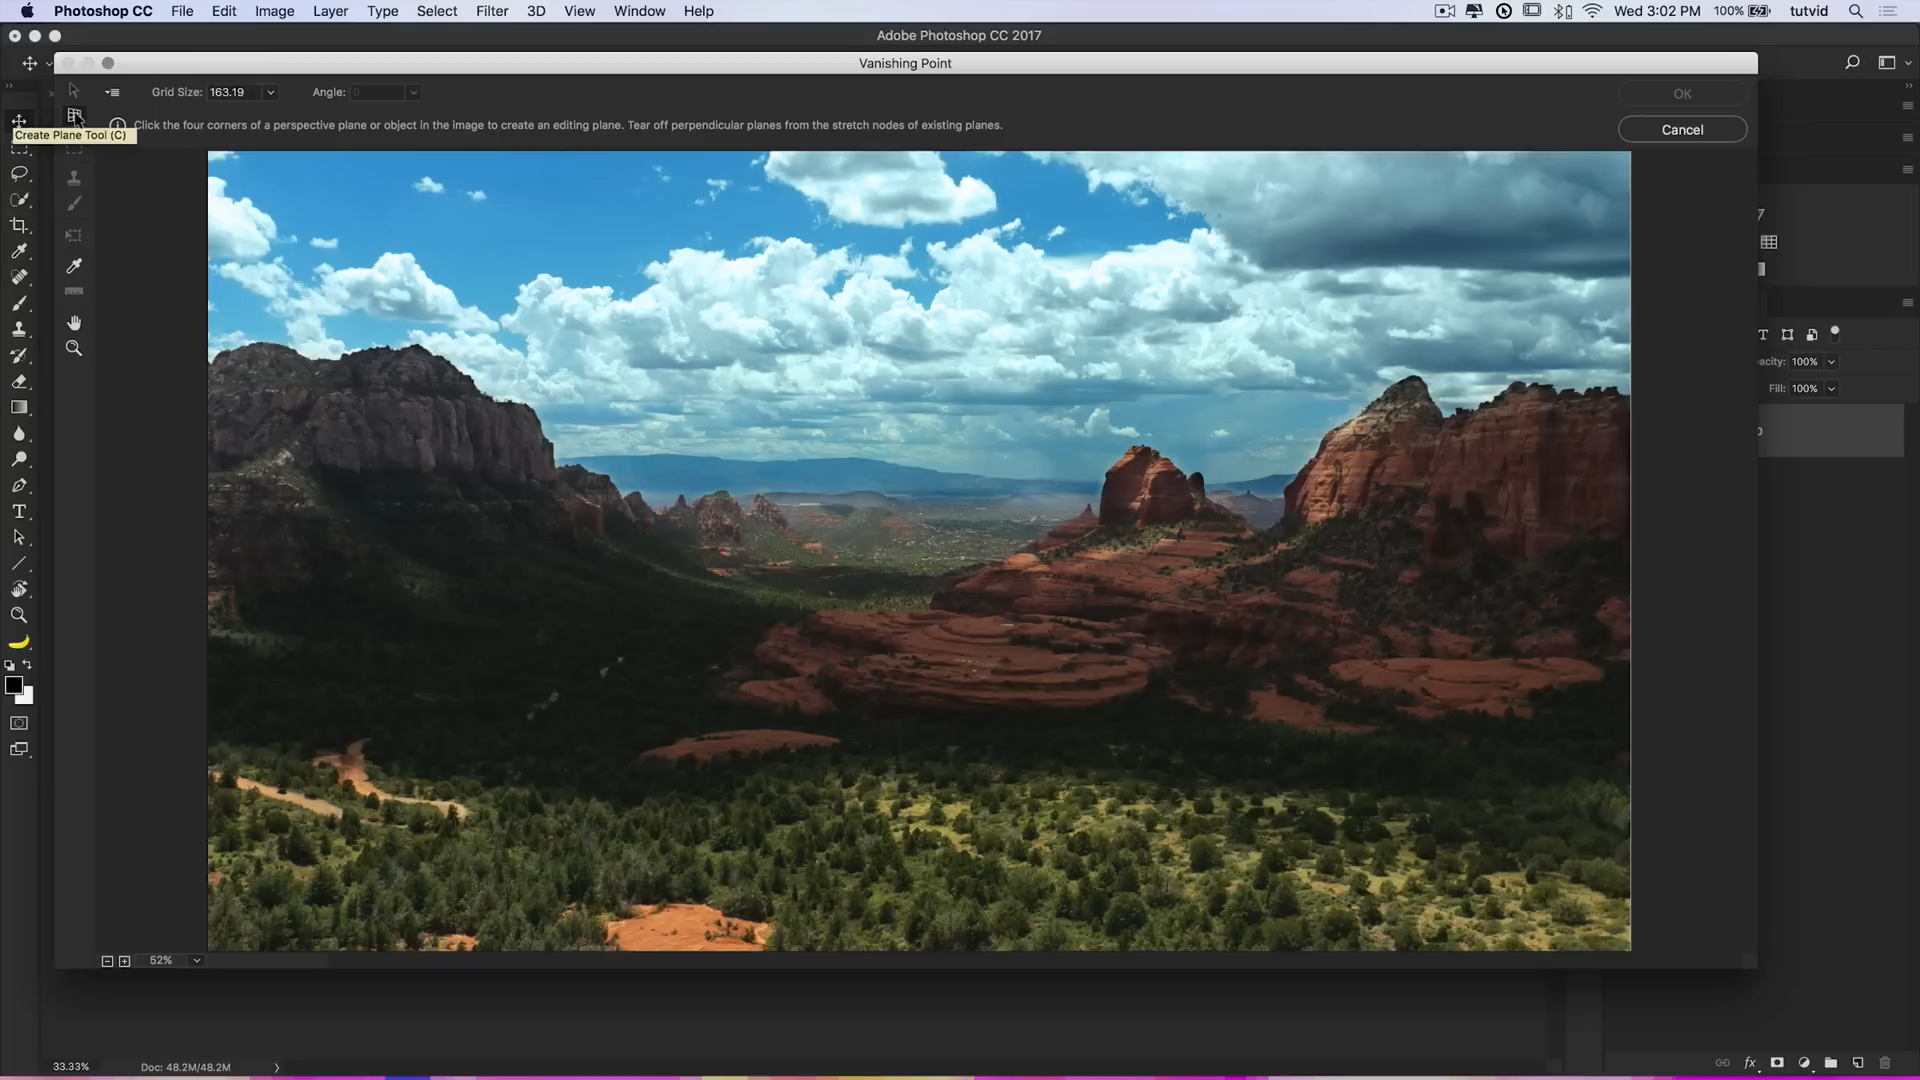 Photoshop CC File Edit Image Layer Type Select Filter 3D View Window Help Wed 3:02 PM 100% tutvid
Adobe Photoshop CC 2017
Vanishing Point
Grid Size: 163.19 Angle: 0 OK
Click the four corners of a perspective plane or object in the image to create an editing plane. Tear off perpendicular planes from the stretch nodes of existing planes.
Create Plane Tool (C)
Cancel
pacity: 100%
Fill: 100%
52%
33.33% Doc: 48.2M/48.2M
fx